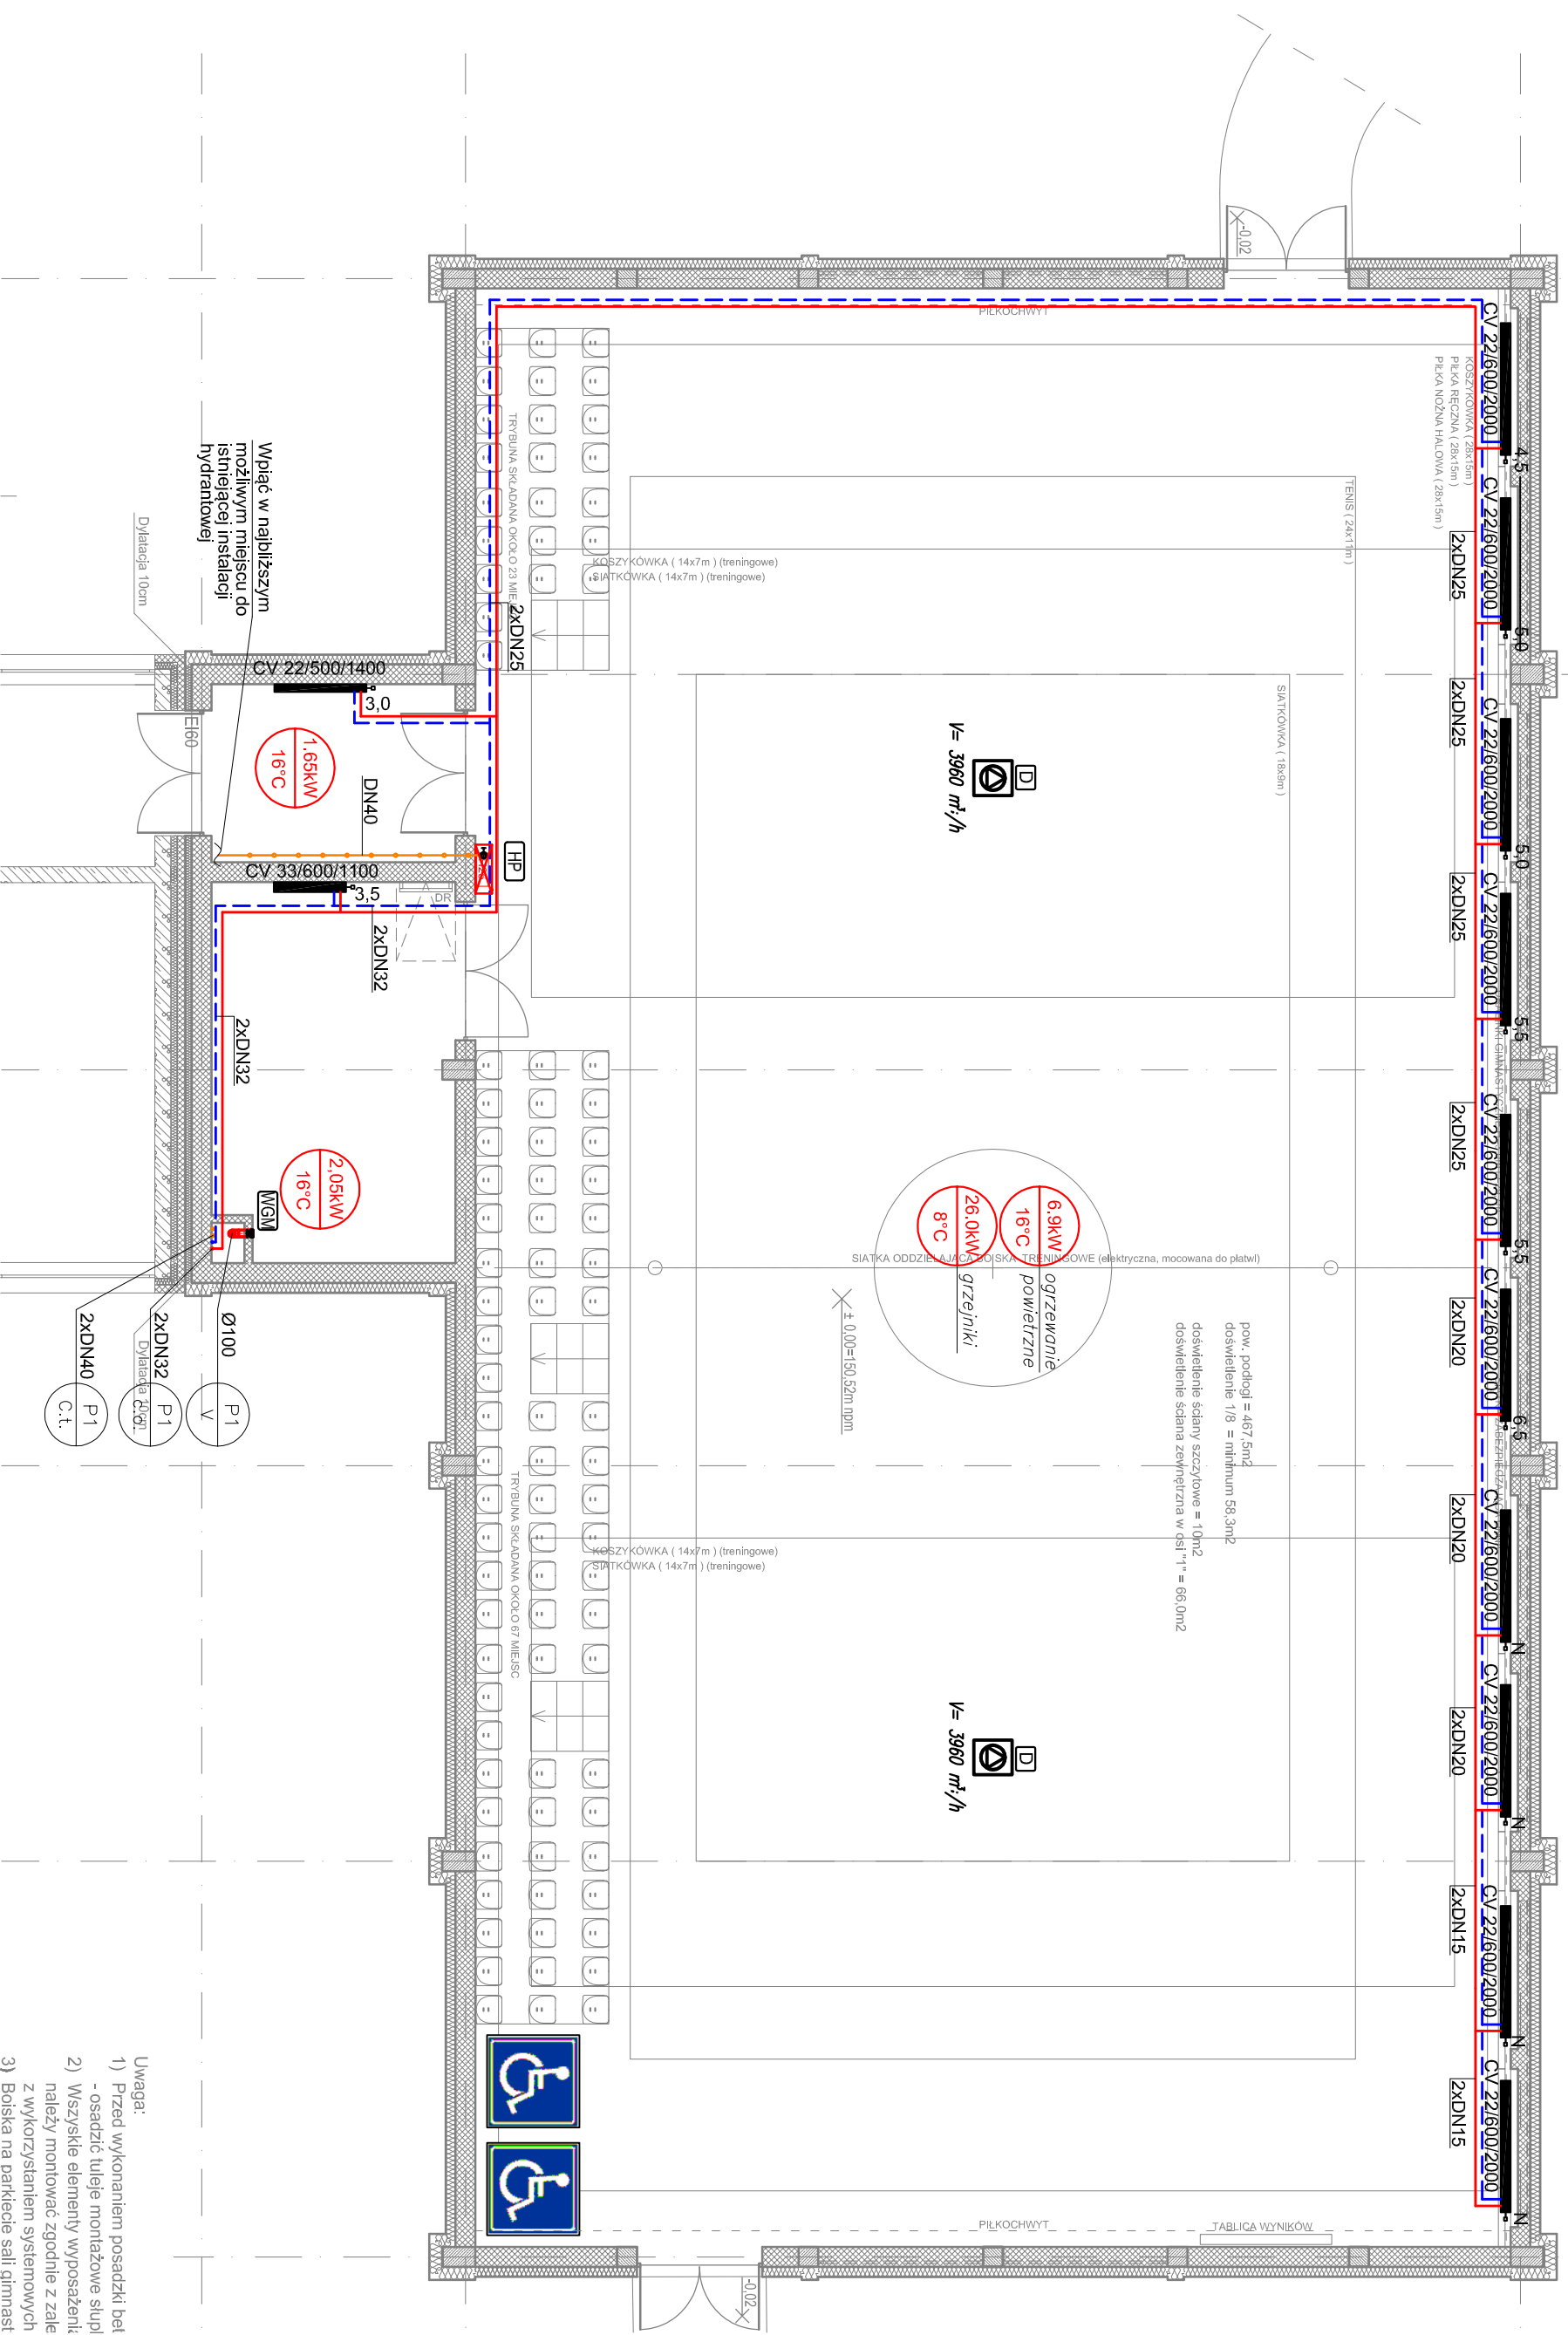 -0,02
PIŁKOCHWYT
CV 22/600/2000
4,5
CV 22/600/2000
5,0
CV 22/600/2000
5,0
CV 22/600/2000
5,5
CV 22/600/2000
5,5
CV 22/600/2000
6,5
CV 22/600/2000
N
CV 22/600/2000
N
CV 22/600/2000
N
CV 22/600/2000
N
KOSZYKÓWKA ( 28x15m )
PIŁKA RĘCZNA ( 28x15m )
PIŁKA NOŻNA HALOWA ( 28x15m )
2xDN25
2xDN25
2xDN25
2xDN25
2xDN20
2xDN20
2xDN20
2xDN15
2xDN15
TENIS ( 24x11m )
SIATKÓWKA ( 18x9m )
KOSZYKÓWKA ( 14x7m ) (treningowe)
SIATKÓWKA ( 14x7m ) (treningowe)
TRYBUNA SKŁADANA OKOŁO 23
2xDN25
D
V= 3960 m³/h
6.9kW
16°C
ogrzewanie
powietrzne
26.0kW
8°C
grzejniki
SIATKA ODDZIELAJĄCA BOISKA TRENINGOWE (elektryczna, mocowana do płatwi)
± 0,00=150,52m npm
pow. podłogi = 467,5m2
doświetlenie 1/8 = minimum 58,3m2
doświetlenie ściany szczytowe = 10m2
doświetlenie ściana zewnętrzna w osi "1" = 66,0m2
KOSZYKÓWKA ( 14x7m ) (treningowe)
SIATKÓWKA ( 14x7m ) (treningowe)
TRYBUNA SKŁADANA OKOŁO 67 MIEJSC
D
V= 3960 m³/h
PIŁKOCHWYT
TABLICA WYNIKÓW
-0,02
Wpiąć w najbliższym
możliwym miejscu do
istniejącej instalacji
hydrantowej
Dylatacja 10cm
CV 22/500/1400
3,0
EI60
1.65kW
16°C
DN40
HP
CV 33/600/1100
3,5
DR
2xDN32
2xDN32
2,05kW
16°C
WGM
Ø100
P1
V
2xDN32
P1
c.o.
Dylatacja 10cm
2xDN40
P1
C.t.
Uwaga:
1) Przed wykonaniem posadzki
- osadzić tuleje montażowe
2) Wszyskie elementy
należy montować zgodnie z
z wykorzystaniem systemowych
3) Boiska na parkiecie sali